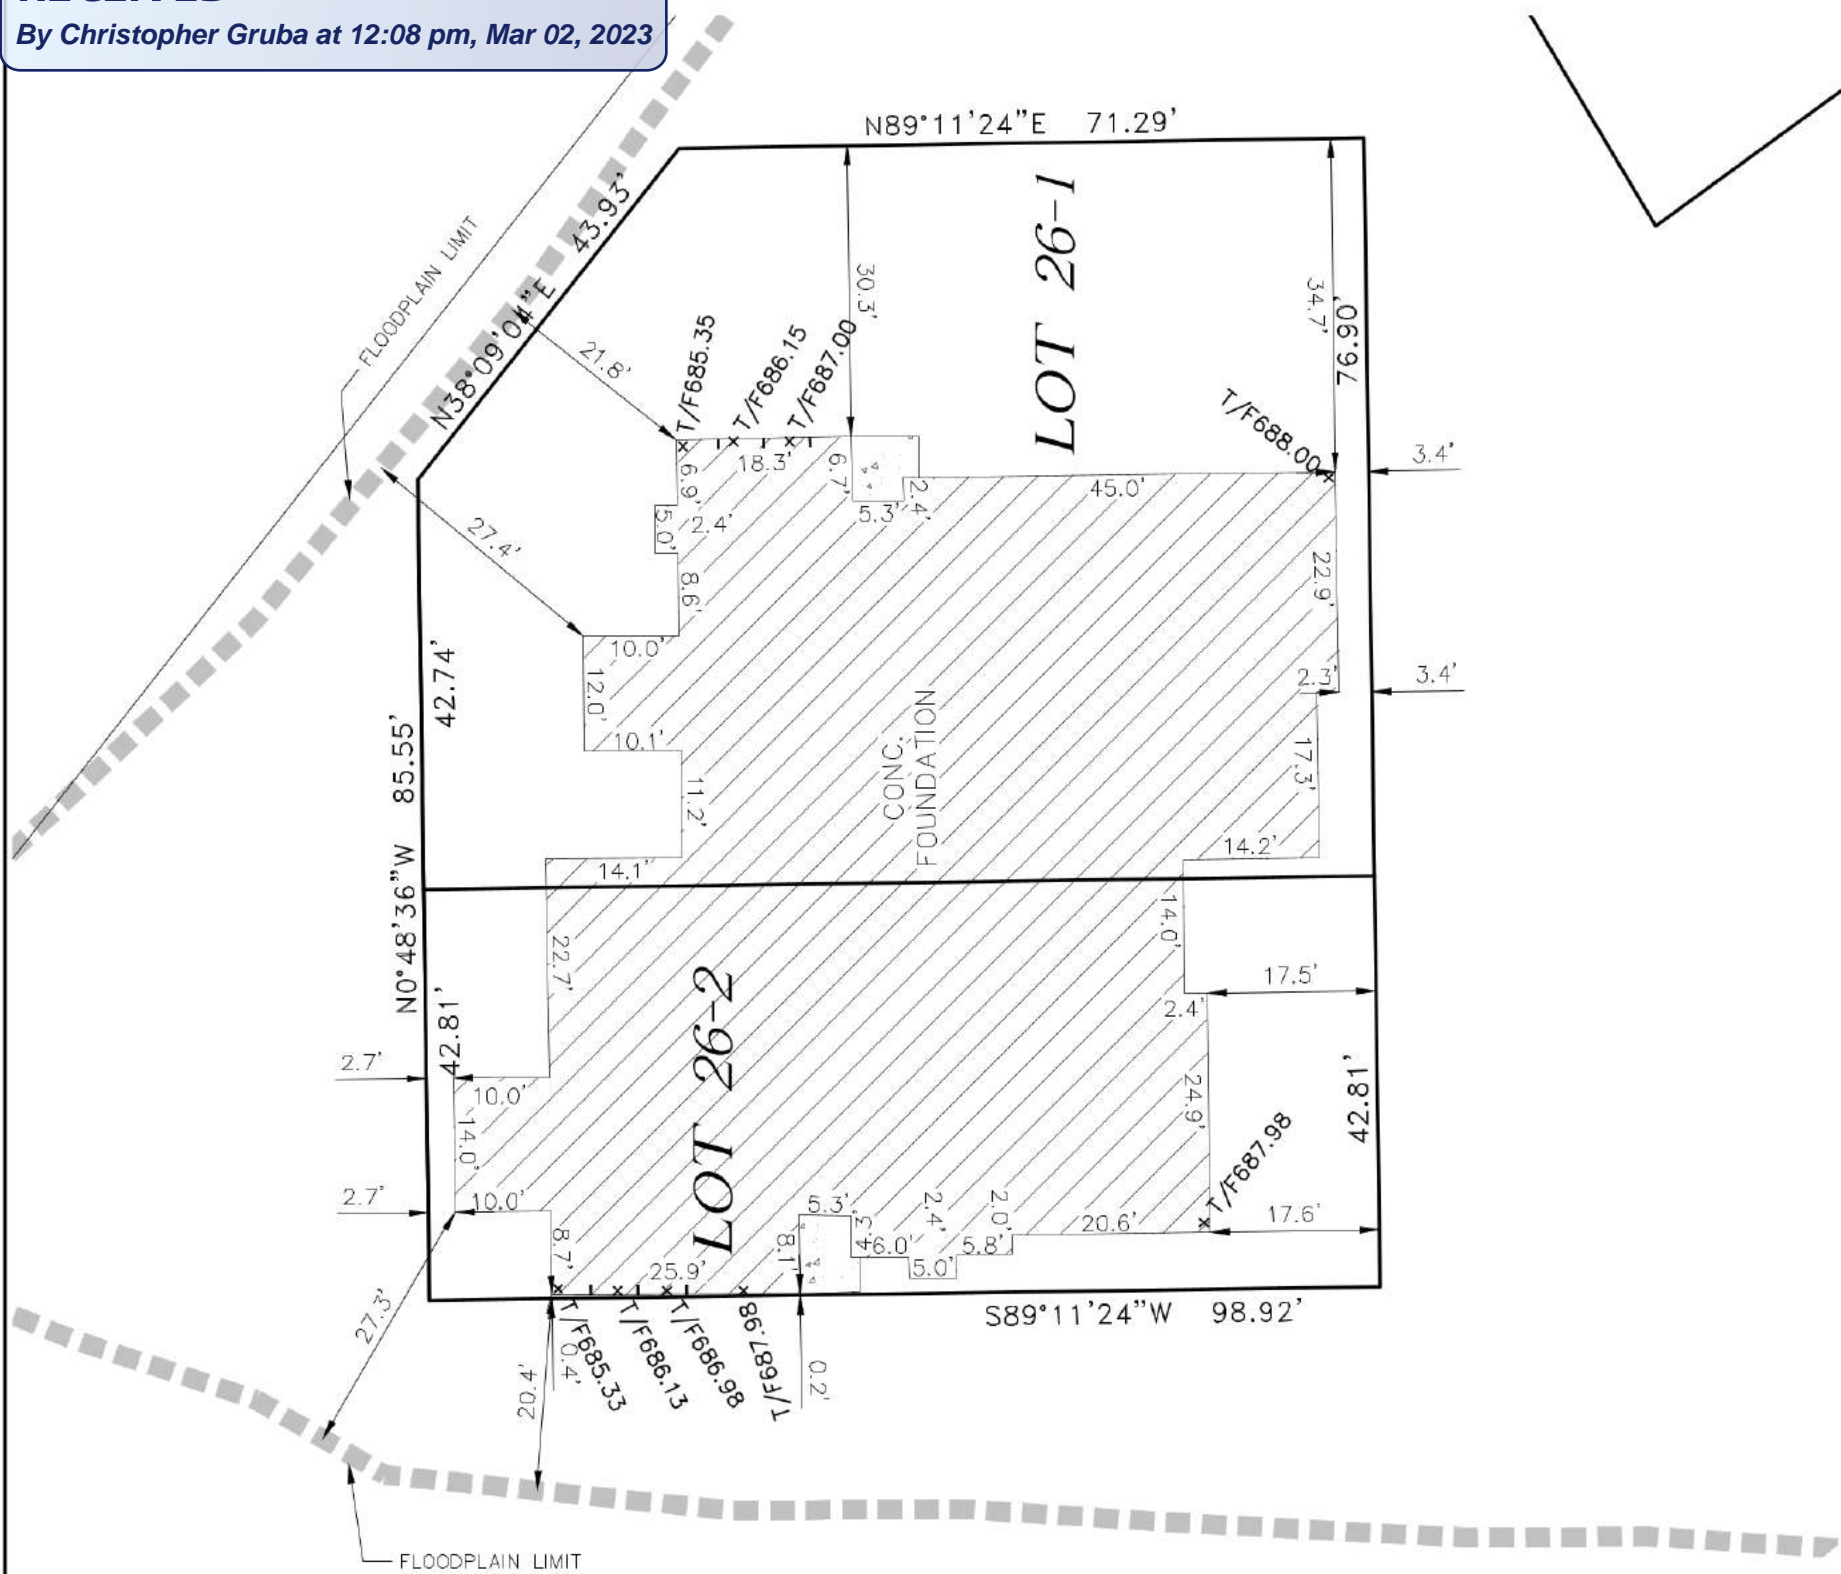 By Christopher Gruba at 12:08 pm, Mar 02, 2023
N89°11'24"E 71.29'
N38°09'04"E 43.93'
FLOODPLAIN LIMIT
LOT 26-1
30.3'
34.7'
76.90'
21.8'
T/F685.35
T/F686.15
T/F687.00
T/F688.00
3.4'
18.3'
6.7'
6.9'
2.4'
5.3'
45.0'
5.0'
2.4'
27.4'
8.6'
22.9'
10.0'
12.0'
2.3'
3.4'
42.74'
10.1'
17.3'
11.2'
CONC.
FOUNDATION
N0°48'36"W 85.55'
14.1'
14.2'
22.7'
14.0'
LOT 26-2
17.5'
2.4'
42.81'
2.7'
10.0'
14.0'
24.9'
42.81'
2.7'
10.0'
T/F687.98
8.7'
25.9'
8.1'
5.3'
4.3'
6.0'
2.4'
5.0'
2.0'
5.8'
20.6'
17.6'
S89°11'24"W 98.92'
27.3'
20.4'
0.4'
T/F685.33
T/F686.13
T/F686.98
T/F687.98
0.2'
FLOODPLAIN LIMIT